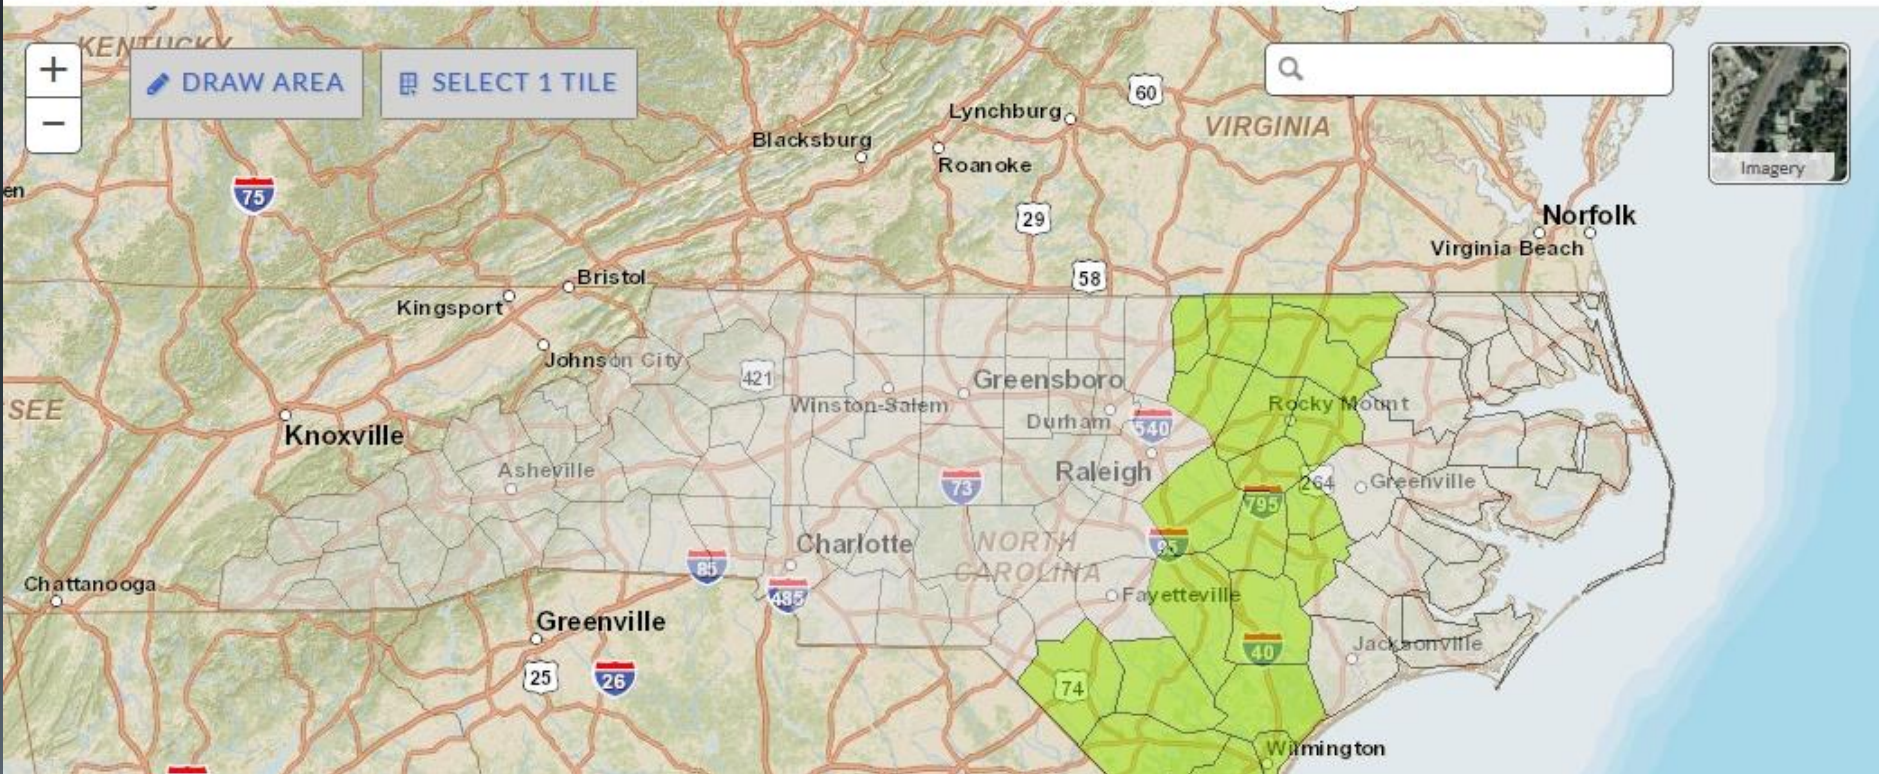 KENTUCKY
+
DRAW AREA
SELECT 1 TILE
−
60
Lynchburg
VIRGINIA
Blacksburg
Roanoke
Imagery
en
75
29
Norfolk
Virginia Beach
58
Bristol
Kingsport
Johnson City
421
Greensboro
Winston-Salem
Rocky Mount
SEE
Durham
540
Knoxville
Asheville
Raleigh
73
264
Greenville
795
Charlotte
NORTH
CAROLINA
95
85
Chattanooga
485
Fayetteville
Greenville
40
Jacksonville
25
26
74
Wilmington